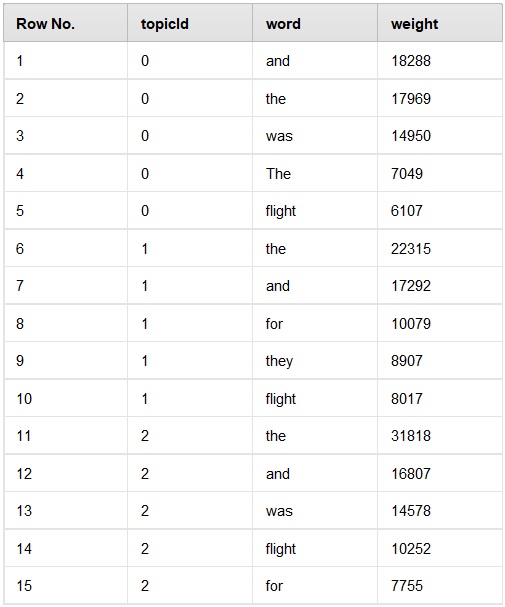 Row No. topicId word weight
1 0 and 18288
2 0 the 17969
3 0 was 14950
4 0 The 7049
5 0 flight 6107
6 1 the 22315
7 1 and 17292
8 1 for 10079
9 1 they 8907
10 1 flight 8017
11 2 the 31818
12 2 and 16807
13 2 was 14578
14 2 flight 10252
15 2 for 7755